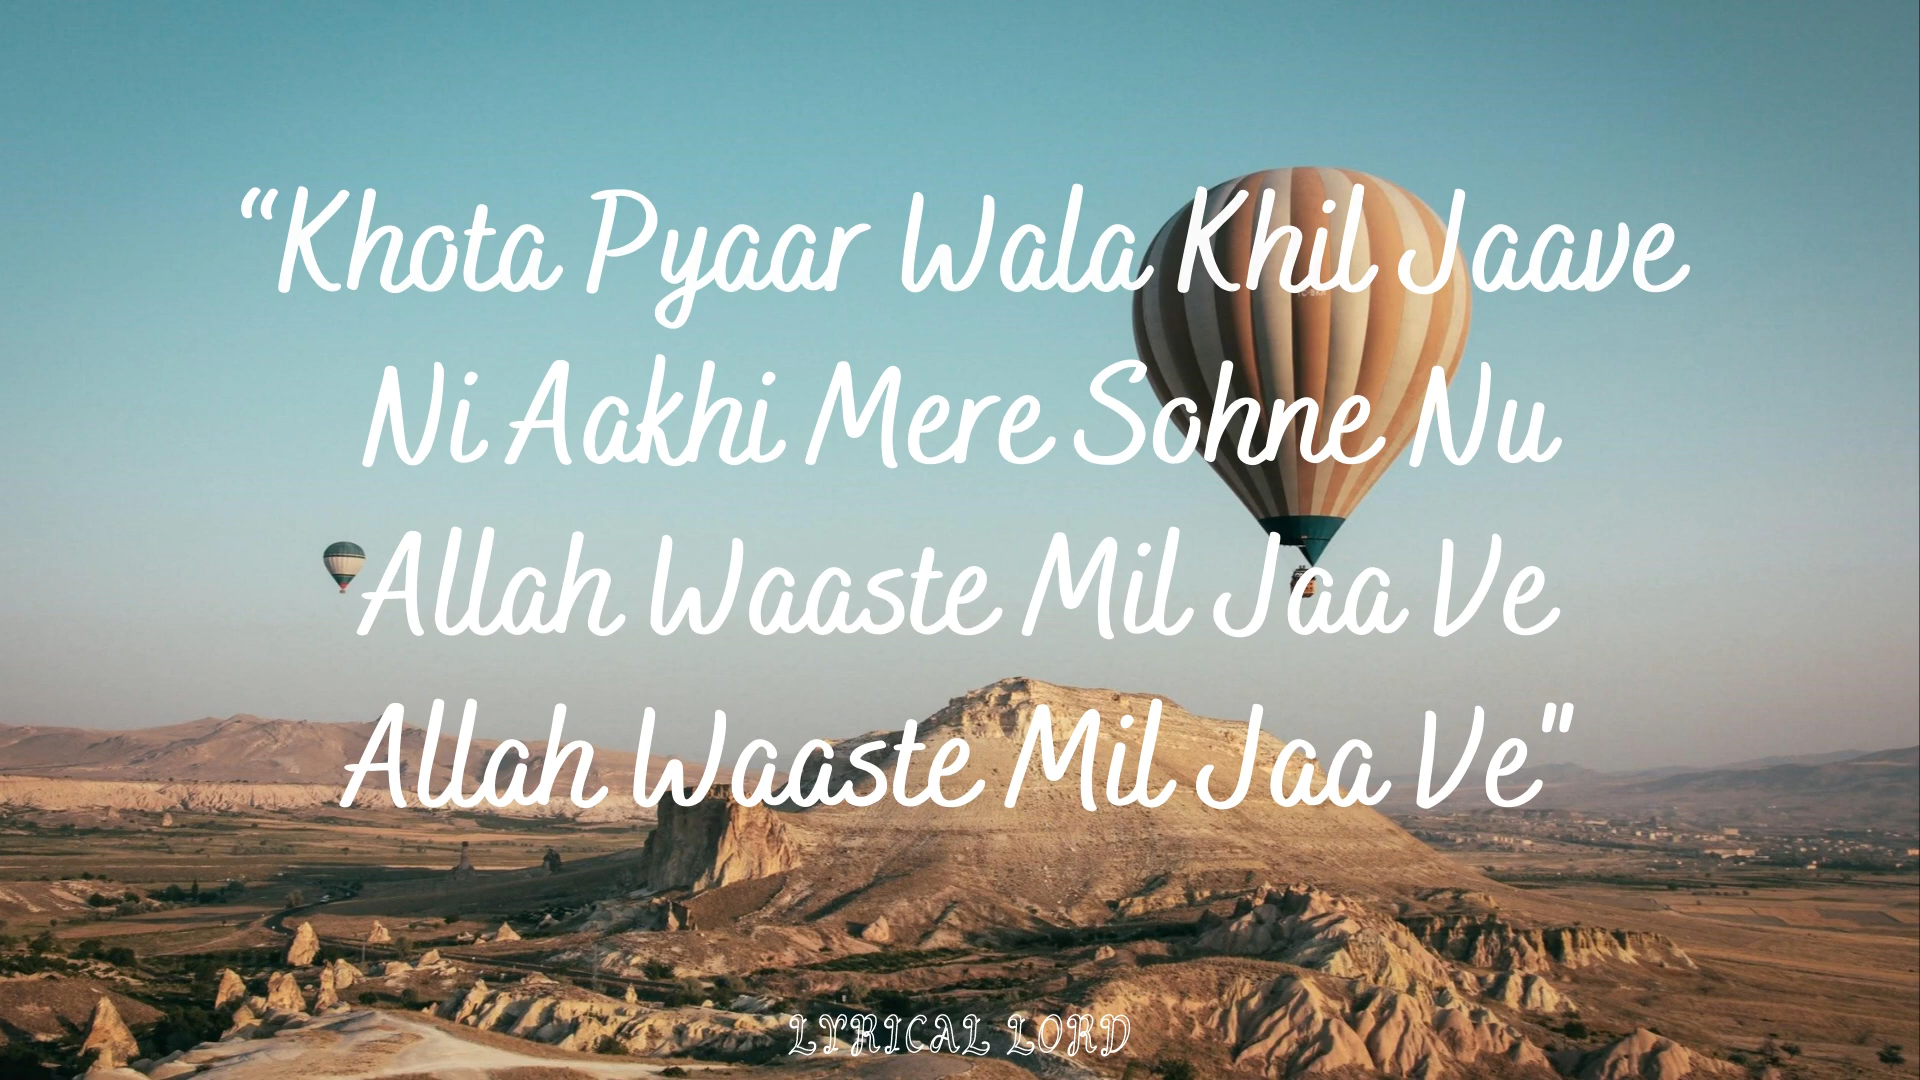 “Khota Pyaar Wala Khil Jaave
Ni Aakhi Mere Sohne Nu
Allah Waaste Mil Jaa Ve
Allah Waaste Mil Jaa Ve"
LYRICAL LORD